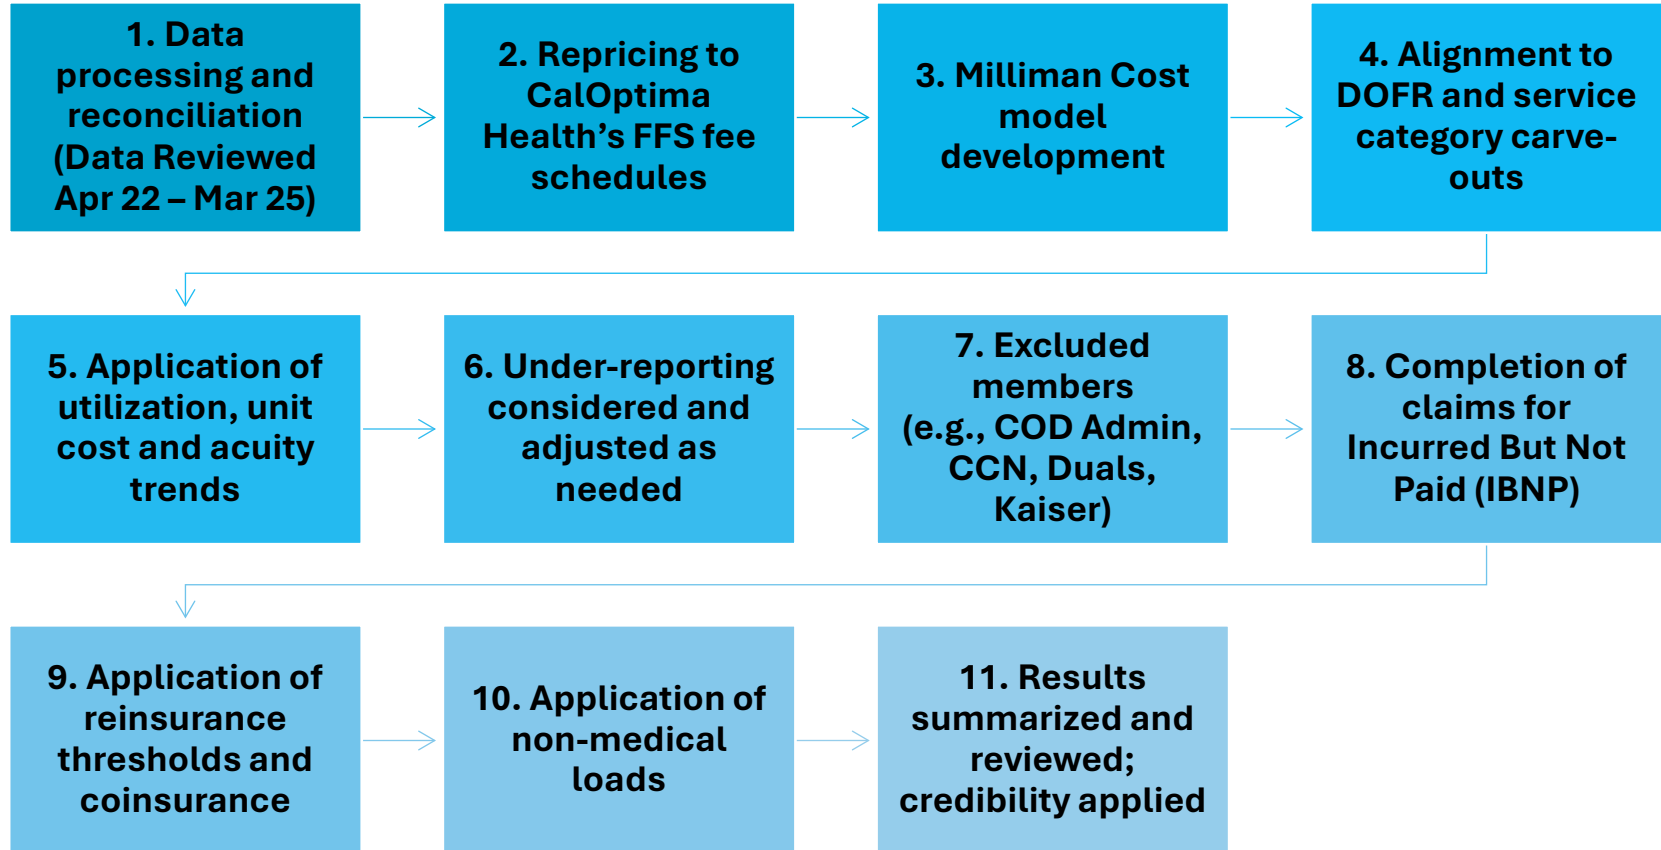 1. Data
processing and
reconciliation
(Data Reviewed
Apr 22 – Mar 25)
2. Repricing to
CalOptima
Health’s FFS fee
schedules
3. Milliman Cost
model
development
4. Alignment to
DOFR and service
category carve-
outs
5. Application of
utilization, unit
cost and acuity
trends
6. Under-reporting
considered and
adjusted as
needed
7. Excluded
members
(e.g., COD Admin,
CCN, Duals,
Kaiser)
8. Completion of
claims for
Incurred But Not
Paid (IBNP)
9. Application of
reinsurance
thresholds and
coinsurance
10. Application of
non-medical
loads
11. Results
summarized and
reviewed;
credibility applied